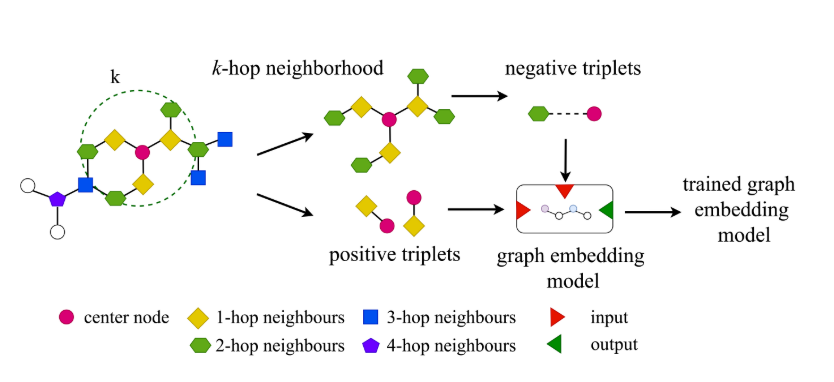 k
k-hop neighborhood
negative triplets
positive triplets
graph embedding
model
trained graph
embedding
model
center node
1-hop neighbours
3-hop neighbours
input
2-hop neighbours
4-hop neighbours
output